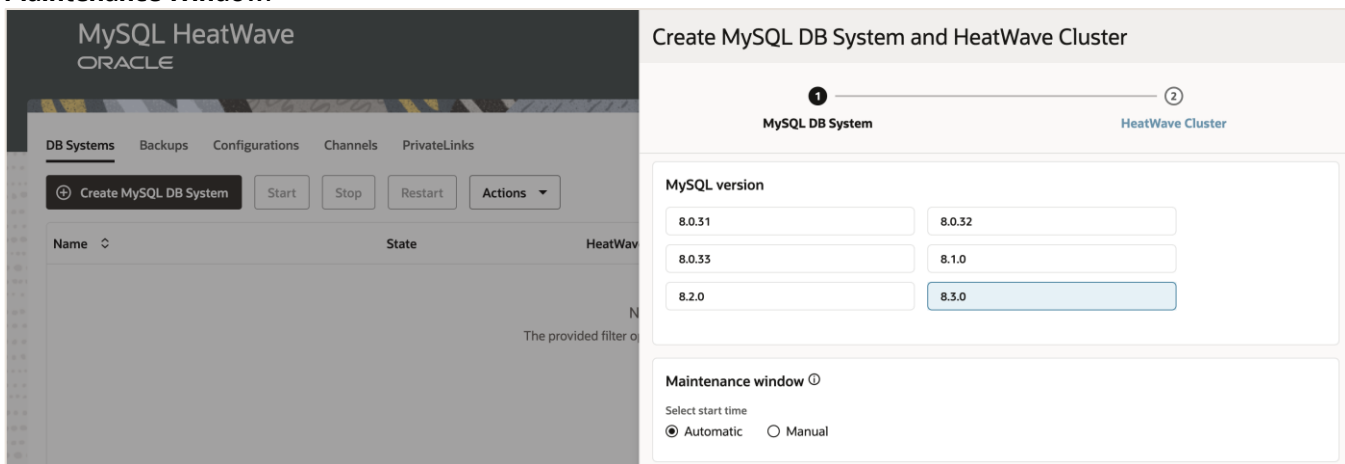 MySQL HeatWave
ORACLE
DB Systems Backups Configurations Channels PrivateLinks
Create MySQL DB System Start Stop Restart Actions
Name State HeatWav
N
The provided filter o
Create MySQL DB System and HeatWave Cluster
1 2
MySQL DB System HeatWave Cluster
MySQL version
8.0.31 8.0.32
8.0.33 8.1.0
8.2.0 8.3.0
Maintenance window
Select start time
Automatic Manual